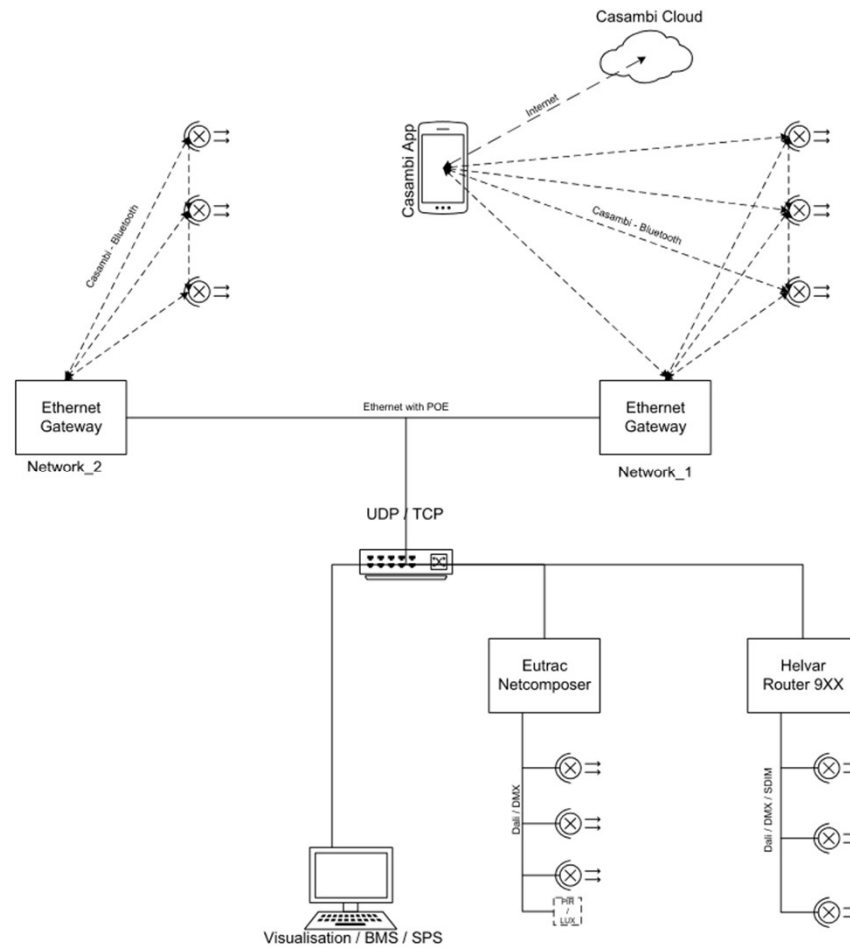 Casambi Cloud
Internet
Casambi App
Casambi - Bluetooth
Casambi - Bluetooth
Ethernet
Gateway
Network_2
Ethernet with POE
Ethernet
Gateway
Network_1
UDP / TCP
Eutrac
Netcomposer
Helvar
Router 9XX
Dali / DMX
Dali / DMX / SDIM
PIR
/
LUX
Visualisation / BMS / SPS